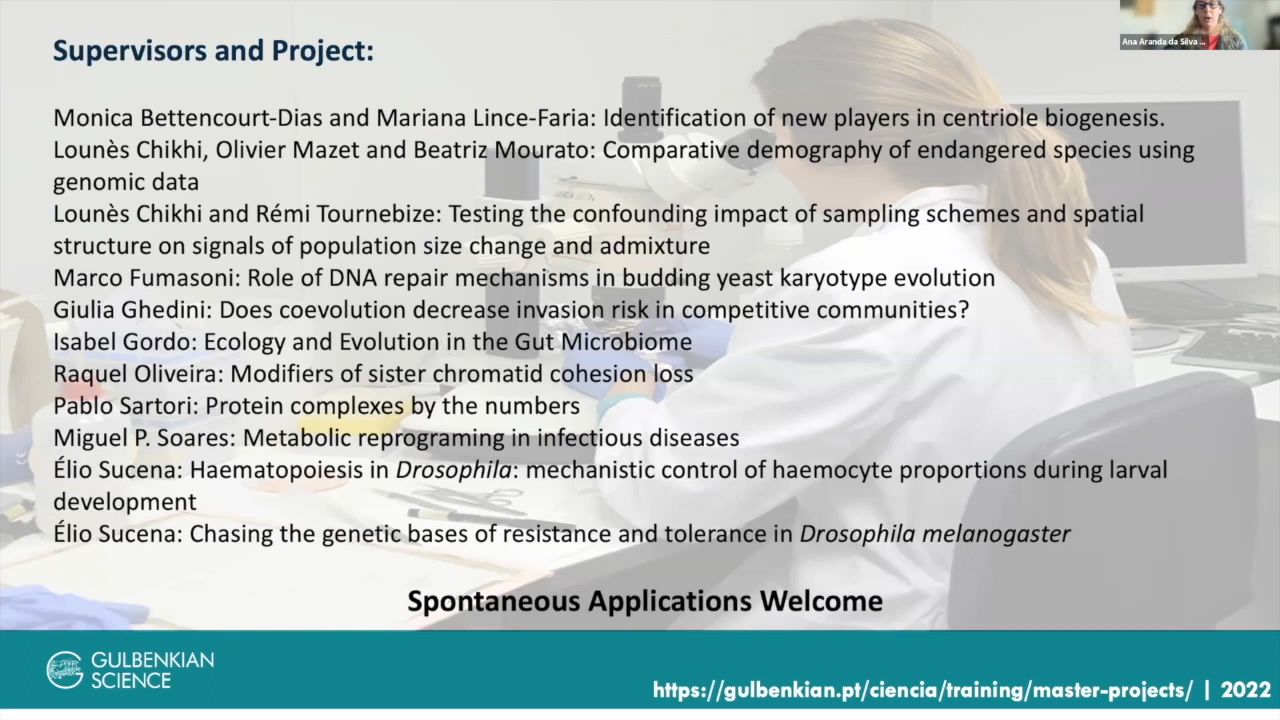 Ana Aranda da Silva ...
Supervisors and Project:
Monica Bettencourt-Dias and Mariana Lince-Faria: Identification of new players in centriole biogenesis.
Lounès Chikhi, Olivier Mazet and Beatriz Mourato: Comparative demography of endangered species using
genomic data
Lounès Chikhi and Rémi Tournebize: Testing the confounding impact of sampling schemes and spatial
structure on signals of population size change and admixture
Marco Fumasoni: Role of DNA repair mechanisms in budding yeast karyotype evolution
Giulia Ghedini: Does coevolution decrease invasion risk in competitive communities?
Isabel Gordo: Ecology and Evolution in the Gut Microbiome
Raquel Oliveira: Modifiers of sister chromatid cohesion loss
Pablo Sartori: Protein complexes by the numbers
Miguel P. Soares: Metabolic reprograming in infectious diseases
Élio Sucena: Haematopoiesis in Drosophila: mechanistic control of haemocyte proportions during larval
development
Élio Sucena: Chasing the genetic bases of resistance and tolerance in Drosophila melanogaster
Spontaneous Applications Welcome
GULBENKIAN
SCIENCE
https://gulbenkian.pt/ciencia/training/master-projects/ | 2022